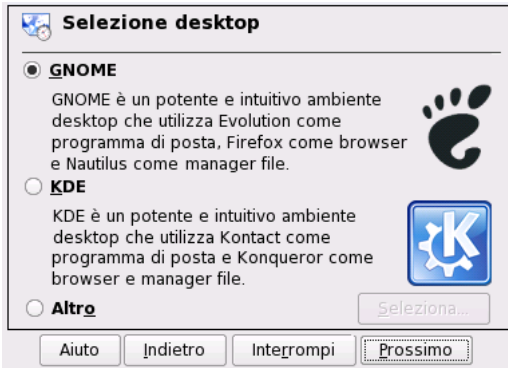 Selezione desktop
GNOME
GNOME è un potente e intuitivo ambiente
desktop che utilizza Evolution come
programma di posta, Firefox come browser
e Nautilus come manager file.
KDE
KDE è un potente e intuitivo ambiente
desktop che utilizza Kontact come
programma di posta e Konqueror come
browser e manager file.
Altro
Seleziona...
Aiuto Indietro Interrompi Prossimo